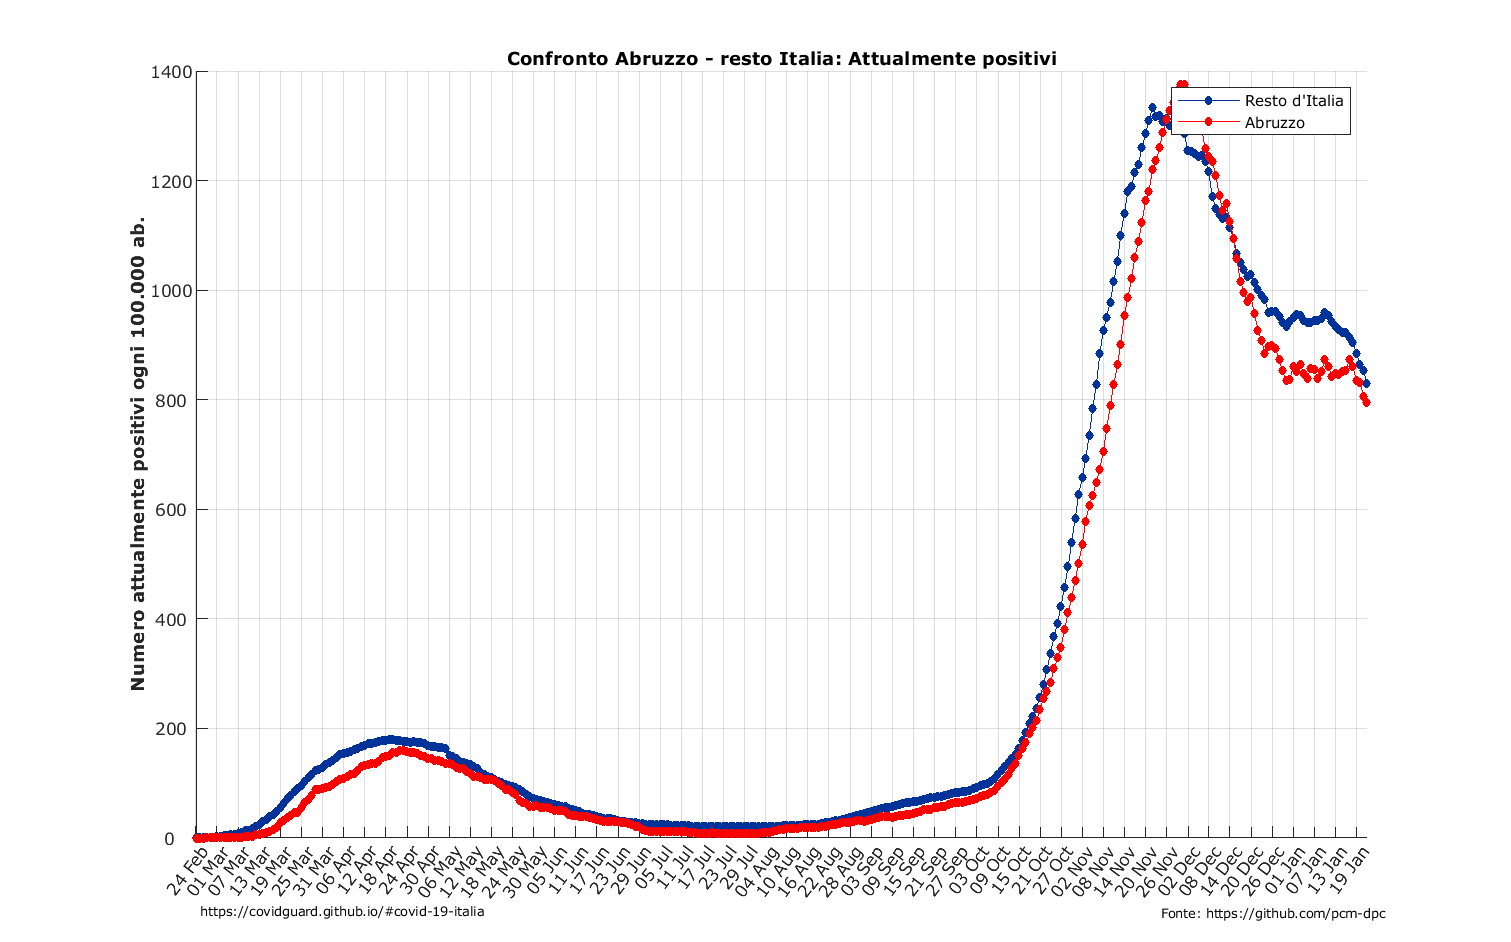 Confronto Abruzzo - resto Italia: Attualmente positivi
Numero attualmente positivi ogni 100.000 ab.
1400
1200
1000
800
600
400
200
0
Resto d'Italia
Abruzzo
24 Feb
01 Mar
07 Mar
13 Mar
19 Mar
25 Mar
31 Mar
06 Apr
12 Apr
18 Apr
24 Apr
30 Apr
06 May
12 May
18 May
24 May
30 May
05 Jun
11 Jun
17 Jun
23 Jun
29 Jun
05 Jul
11 Jul
17 Jul
23 Jul
29 Jul
04 Aug
10 Aug
16 Aug
22 Aug
28 Aug
03 Sep
09 Sep
15 Sep
21 Sep
27 Sep
03 Oct
09 Oct
15 Oct
21 Oct
27 Oct
02 Nov
08 Nov
14 Nov
20 Nov
26 Nov
02 Dec
08 Dec
14 Dec
20 Dec
26 Dec
01 Jan
07 Jan
13 Jan
19 Jan
https://covidguard.github.io/#covid-19-italia
Fonte: https://github.com/pcm-dpc